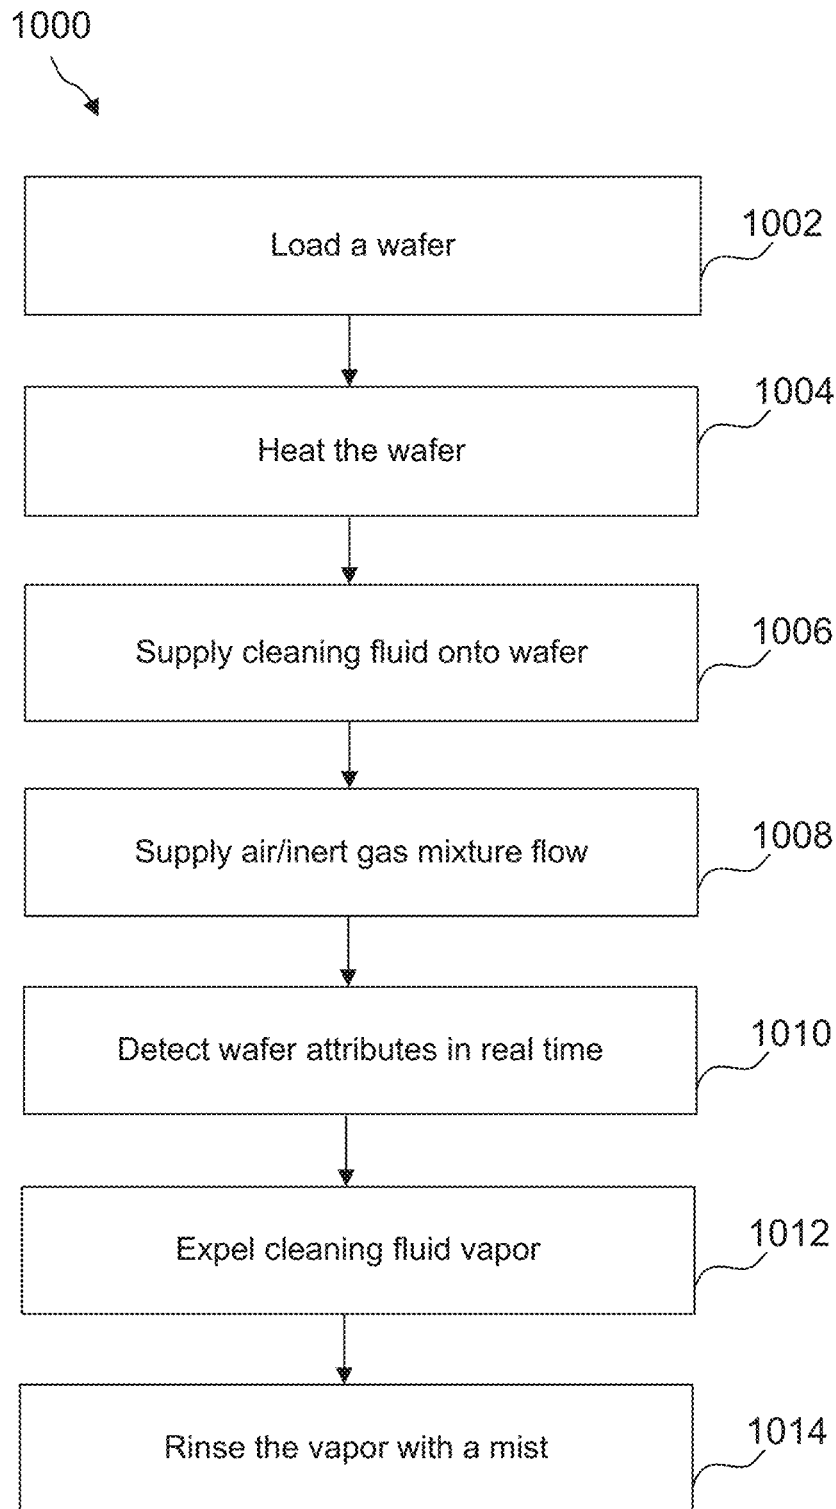 1000
Load a wafer
1002
Heat the wafer
1004
Supply cleaning fluid onto wafer
1006
Supply air/inert gas mixture flow
1008
Detect wafer attributes in real time
1010
Expel cleaning fluid vapor
1012
Rinse the vapor with a mist
1014